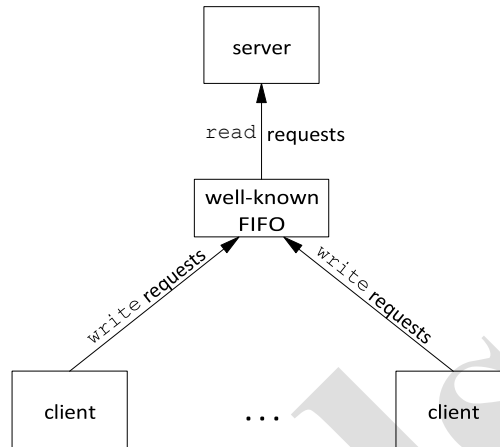 server
read requests
well-known
FIFO
write requests
write requests
client
...
client